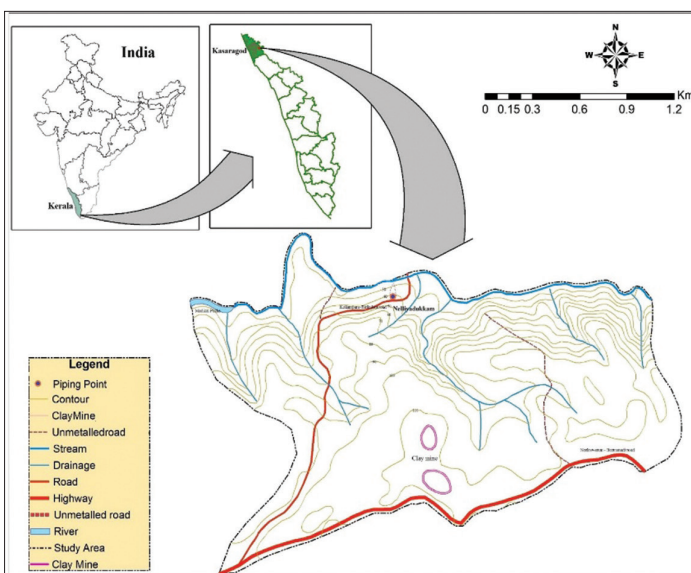 India
Kerala
Kasaragod
N
W
E
S
Km
0 0.15 0.3 0.6 0.9 1.2
Nellyadukkam
Clay mine
Legend
Piping Point
Contour
ClayMine
Unmetalledroad
Stream
Drainage
Road
Highway
Unmetalled road
River
Study Area
Clay Mine